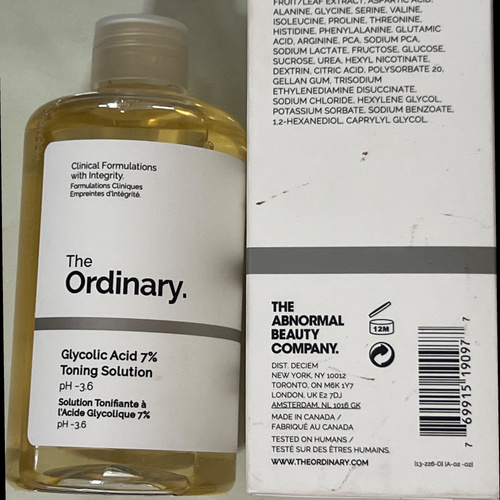 Clinical Formulations
with Integrity.
Formulations Cliniques
Empreintes d'Intégrité.
The
Ordinary.
Glycolic Acid 7%
Toning Solution
pH ~3.6
Solution Tonifiante à
l'Acide Glycolique 7%
pH ~3.6
FRUIT/LEAF EXTRACT, ASPARTIC ACID,
ALANINE, GLYCINE, SERINE, VALINE,
ISOLEUCINE, PROLINE, THREONINE,
HISTIDINE, PHENYLALANINE, GLUTAMIC
ACID, ARGININE, PCA, SODIUM PCA,
SODIUM LACTATE, FRUCTOSE, GLUCOSE,
SUCROSE, UREA, HEXYL NICOTINATE,
DEXTRIN, CITRIC ACID, POLYSORBATE 20,
GELLAN GUM, TRISODIUM
ETHYLENEDIAMINE DISUCCINATE,
SODIUM CHLORIDE, HEXYLENE GLYCOL,
POTASSIUM SORBATE, SODIUM BENZOATE,
1,2-HEXANEDIOL, CAPRYLYL GLYCOL.
THE
ABNORMAL
BEAUTY
COMPANY.
12M
DIST. DECIEM
NEW YORK, NY, 10012
TORONTO, ON M6K 1Y7
LONDON, UK E2 7DJ
AMSTERDAM, NL 1016 GK
MADE IN CANADA /
FABRIQUÉ AU CANADA
TESTED ON HUMANS /
TESTÉ SUR DES ÊTRES HUMAINS.
WWW.THEORDINARY.COM
7 69915 19097 7